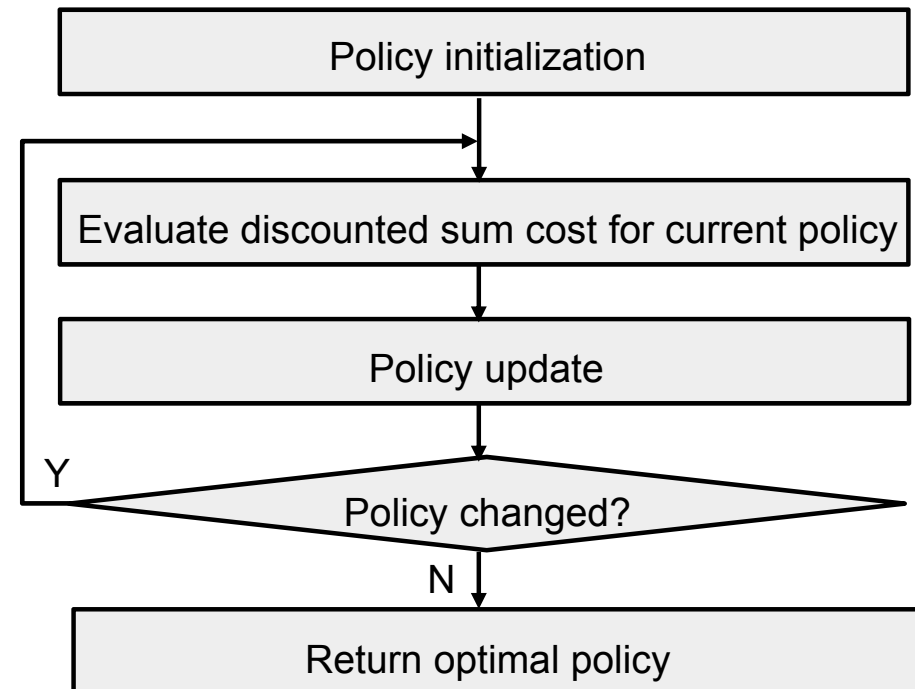 Policy initialization
Evaluate discounted sum cost for current policy
Policy update
Y
Policy changed?
N
Return optimal policy